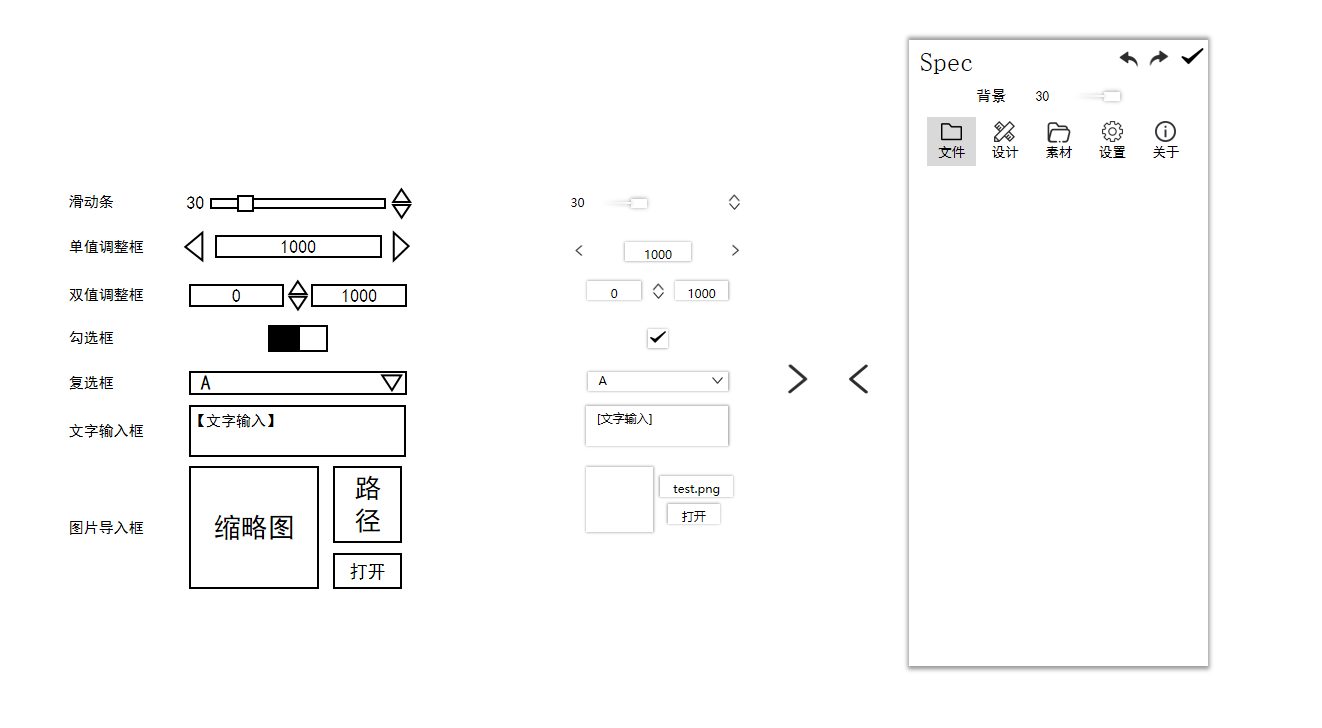 滑动条
30
单值调整框
1000
双值调整框
0
1000
勾选框
复选框
A
文字输入框
【文字输入】
图片导入框
缩略图
路
径
打开
30
1000
0
1000
A
[文字输入]
test.png
打开
Spec
背景
30
文件
设计
素材
设置
关于